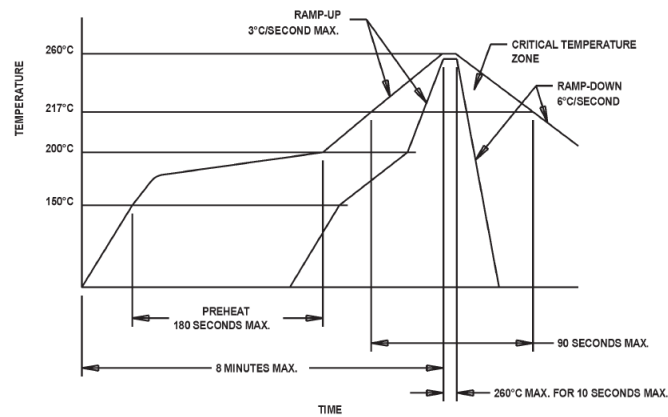 RAMP-UP
3°C/SECOND MAX.
260°C
CRITICAL TEMPERATURE
ZONE
RAMP-DOWN
6°C/SECOND
217°C
200°C
150°C
TEMPERATURE
PREHEAT
180 SECONDS MAX.
90 SECONDS MAX.
8 MINUTES MAX.
260°C MAX. FOR 10 SECONDS MAX.
TIME